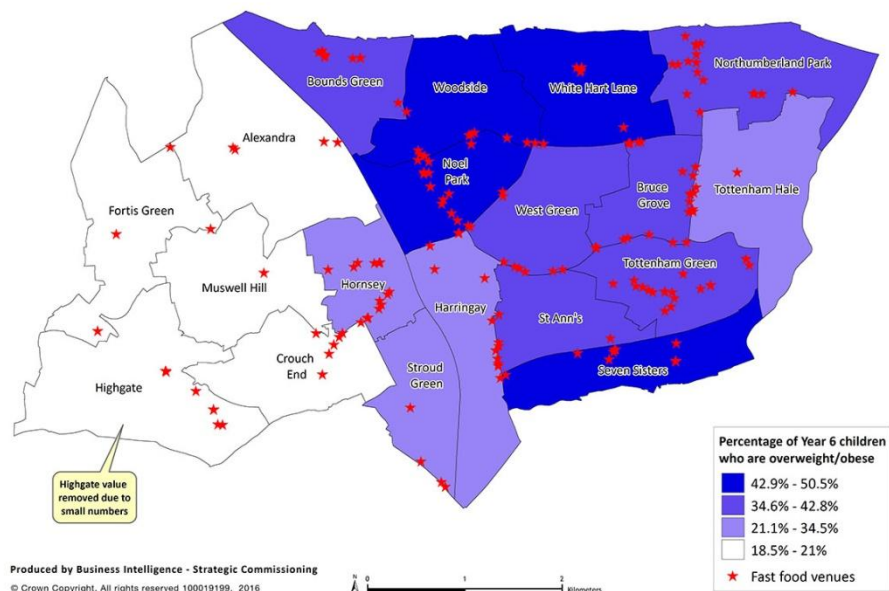 Bounds Green
Woodside
White Hart Lane
Northumberland Park
Alexandra
Noel
Park
Fortis Green
West Green
Bruce
Grove
Tottenham Hale
Muswell Hill
Hornsey
Tottenham Green
Harringay
St Ann's
Highgate
Crouch
End
Stroud
Green
Seven Sisters
Highgate value
removed due to
small numbers
Percentage of Year 6 children
who are overweight/obese
42.9% - 50.5%
34.6% - 42.8%
21.1% - 34.5%
18.5% - 21%
Fast food venues
Produced by Business Intelligence - Strategic Commissioning
© Crown Copyright. All rights reserved 100019199. 2016
N
0 1 2
Kilometers